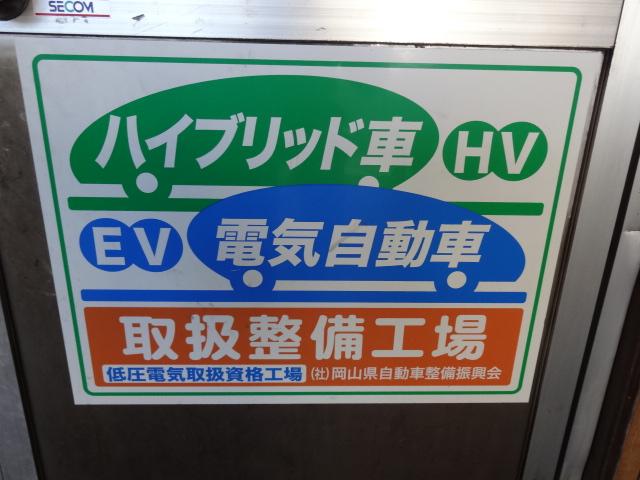 SECOM
ハイブリッド車 HV
EV 電気自動車
取扱整備工場
低圧電気取扱資格工場 (社)岡山県自動車整備振興会